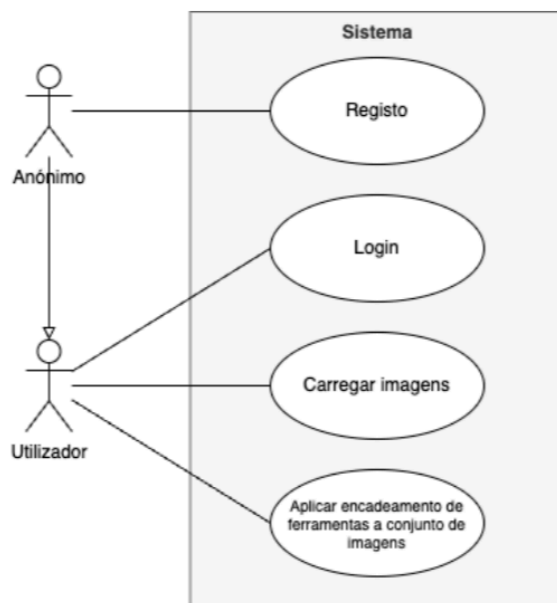 Sistema
Registo
Anónimo
Login
Carregar imagens
Utilizador
Aplicar encadeamento de
ferramentas a conjunto de
imagens